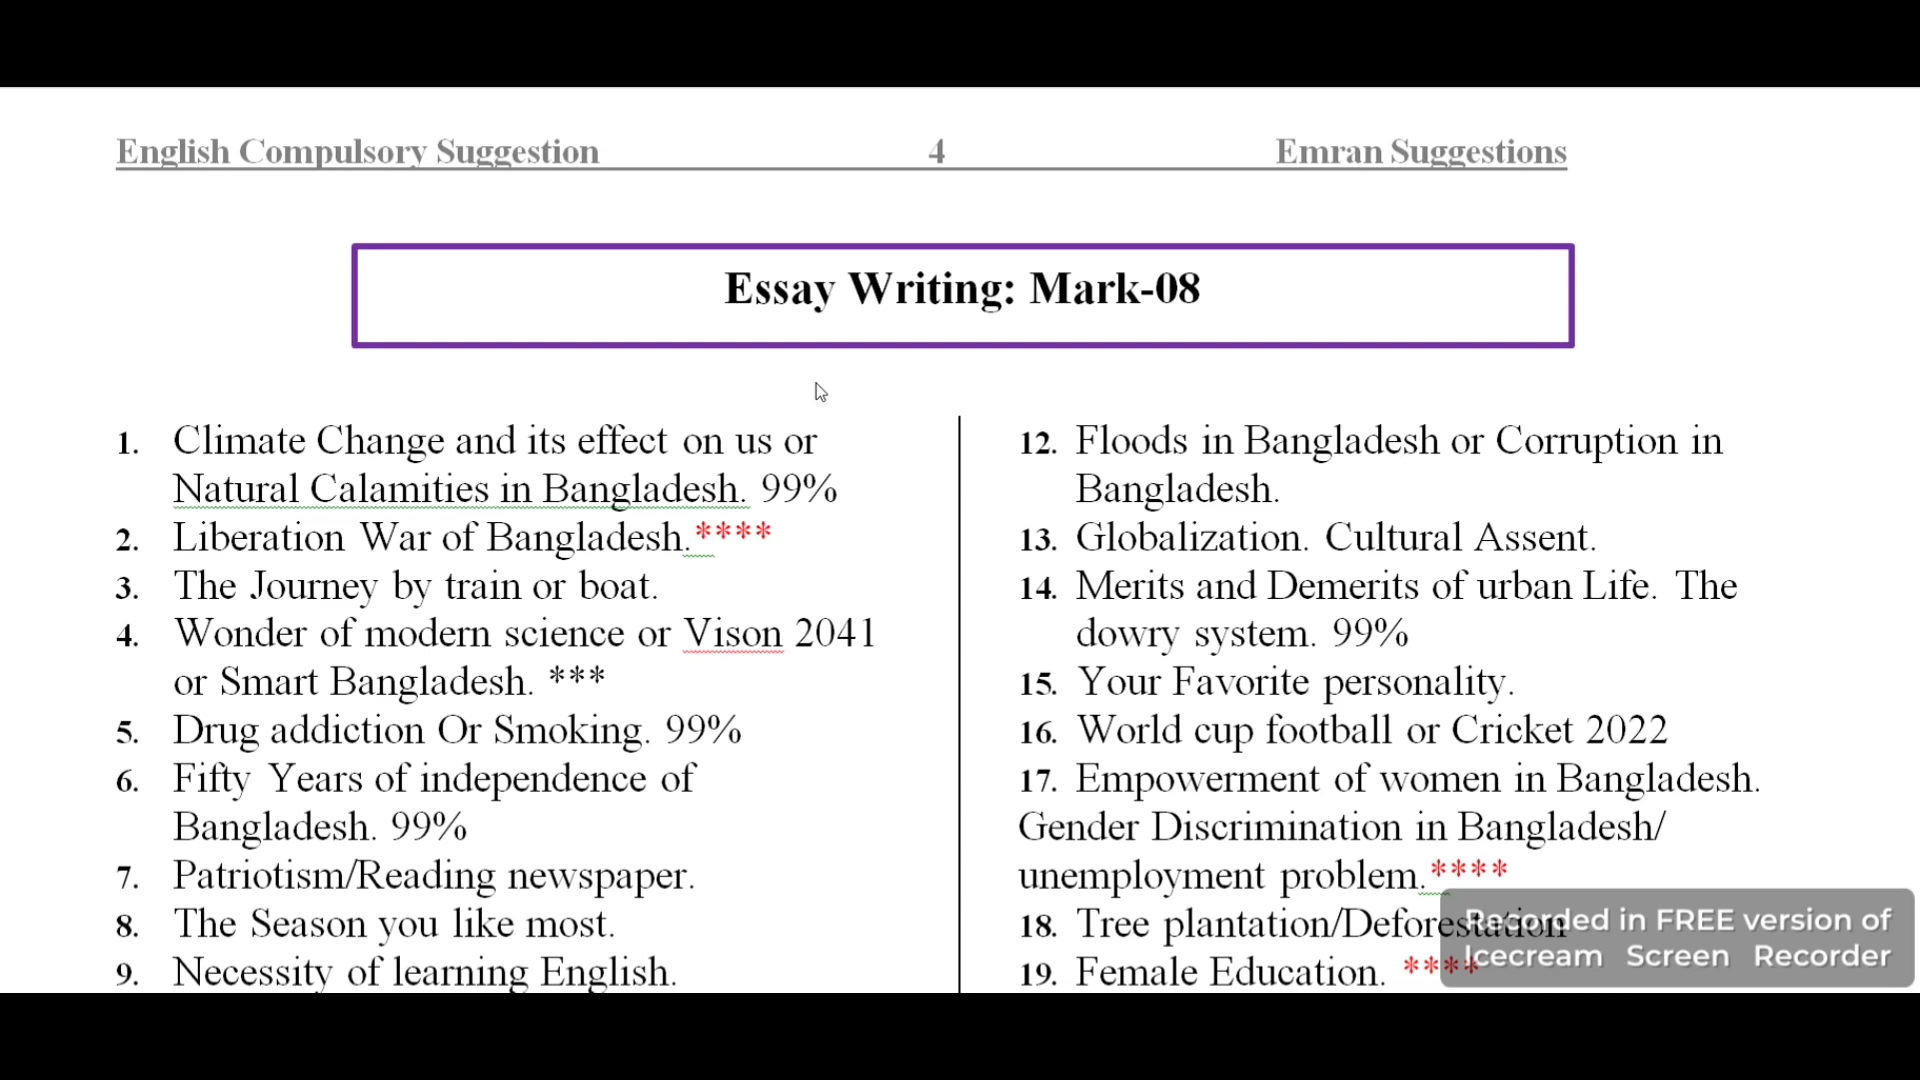 English Compulsory Suggestion 4 Emran Suggestions
Essay Writing: Mark-08
1. Climate Change and its effect on us or
Natural Calamities in Bangladesh. 99%
2. Liberation War of Bangladesh.****
3. The Journey by train or boat.
4. Wonder of modern science or Vison 2041
or Smart Bangladesh. ***
5. Drug addiction Or Smoking. 99%
6. Fifty Years of independence of
Bangladesh. 99%
7. Patriotism/Reading newspaper.
8. The Season you like most.
9. Necessity of learning English.
12. Floods in Bangladesh or Corruption in
Bangladesh.
13. Globalization. Cultural Assent.
14. Merits and Demerits of urban Life. The
dowry system. 99%
15. Your Favorite personality.
16. World cup football or Cricket 2022
17. Empowerment of women in Bangladesh.
Gender Discrimination in Bangladesh/
unemployment problem.****
18. Tree plantation/Deforestation
19. Female Education. ****
Recorded in FREE version of
Icecream Screen Recorder